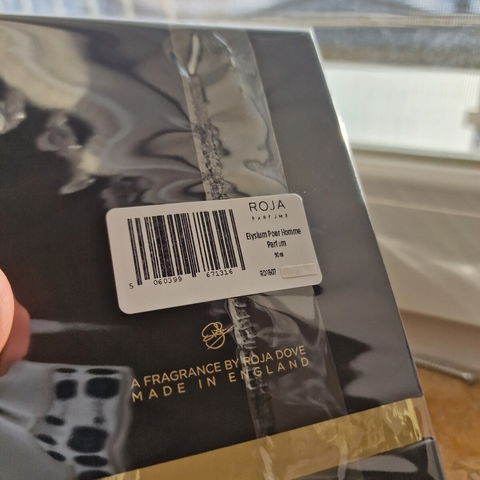 ROJA
PARFUMS
Elysium Pour Homme
Parfum
5 060399 671316
A FRAGRANCE BY ROJA DOVE
MADE IN ENGLAND